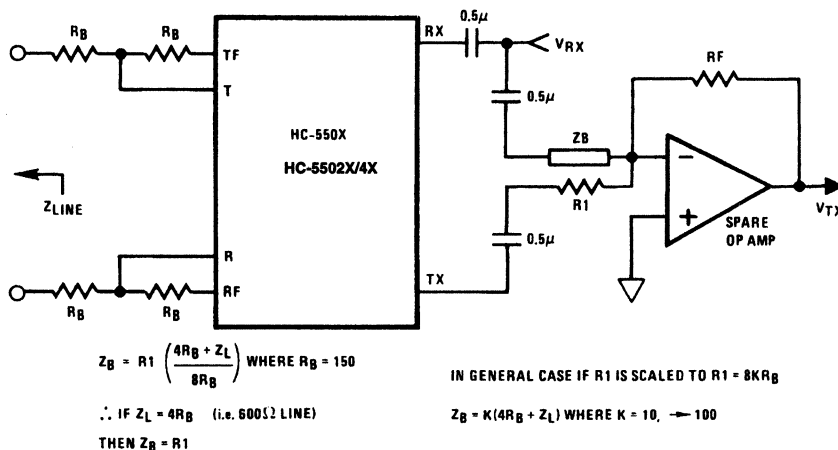 RX
0.5μ
VRX
RB
RB
TF
T
0.5μ
RF
HC-550X
HC-5502X/4X
ZB
−
R1
+
SPARE
OP AMP
VTX
ZLINE
0.5μ
R
RF
TX
RB
RB
ZB = R1 (4RB + ZL / 8RB) WHERE RB = 150
∴ IF ZL = 4RB (i.e. 600Ω LINE)
THEN ZB = R1
IN GENERAL CASE IF R1 IS SCALED TO R1 = 8KRB
ZB = K(4RB + ZL) WHERE K = 10, → 100